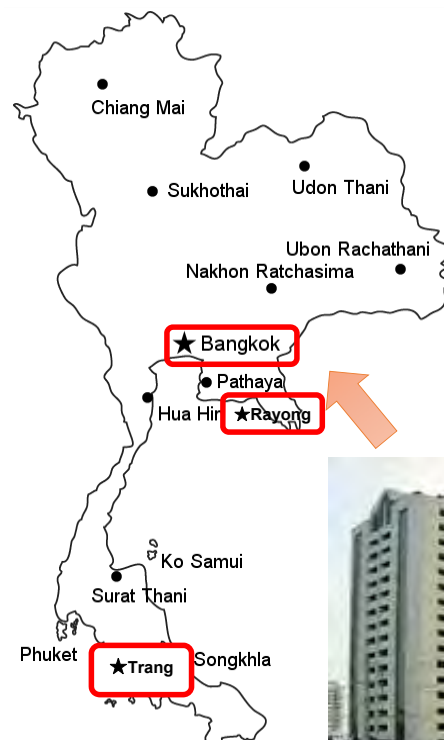 Chiang Mai
Sukhothai
Udon Thani
Ubon Rachathani
Nakhon Ratchasima
★Bangkok
Pathaya
Hua Hin
★Rayong
Ko Samui
Surat Thani
Phuket
★Trang
Songkhla